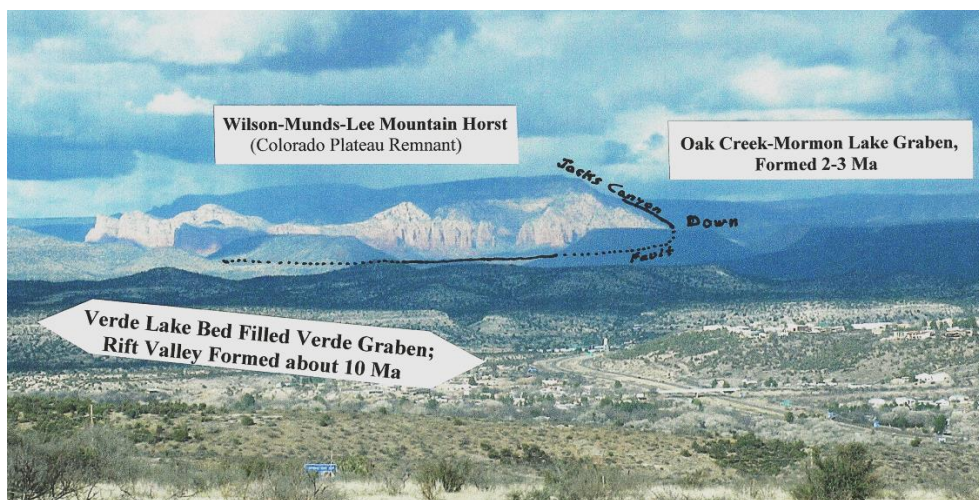 Wilson-Munds-Lee Mountain Horst
(Colorado Plateau Remnant)
Oak Creek-Mormon Lake Graben,
Formed 2-3 Ma
Jacks Canyon
Down
Fault
Verde Lake Bed Filled Verde Graben;
Rift Valley Formed about 10 Ma